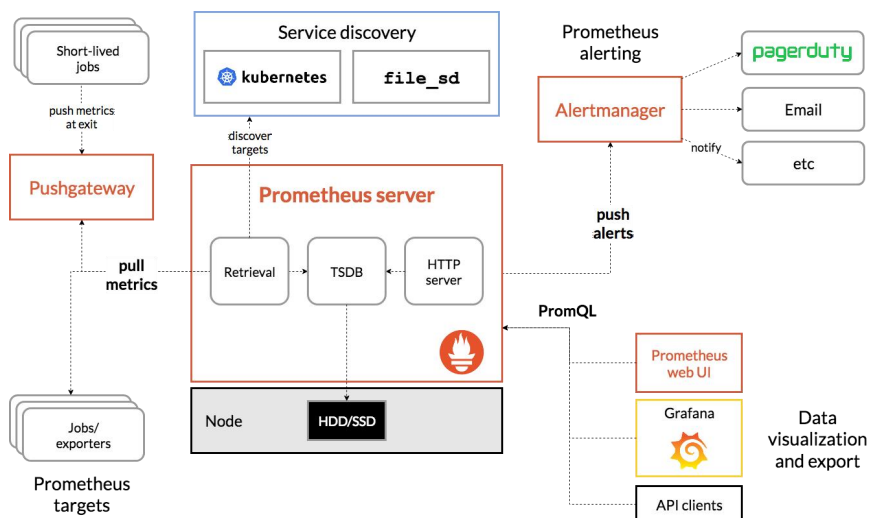 Short-lived
jobs
push metrics
at exit
Pushgateway
pull
metrics
Jobs/
exporters
Prometheus
targets
Service discovery
kubernetes
file_sd
discover
targets
Prometheus server
Retrieval
TSDB
HTTP
server
Node
HDD/SSD
Prometheus
alerting
Alertmanager
pagerduty
Email
etc
notify
push
alerts
PromQL
Prometheus
web UI
Grafana
API clients
Data
visualization
and export